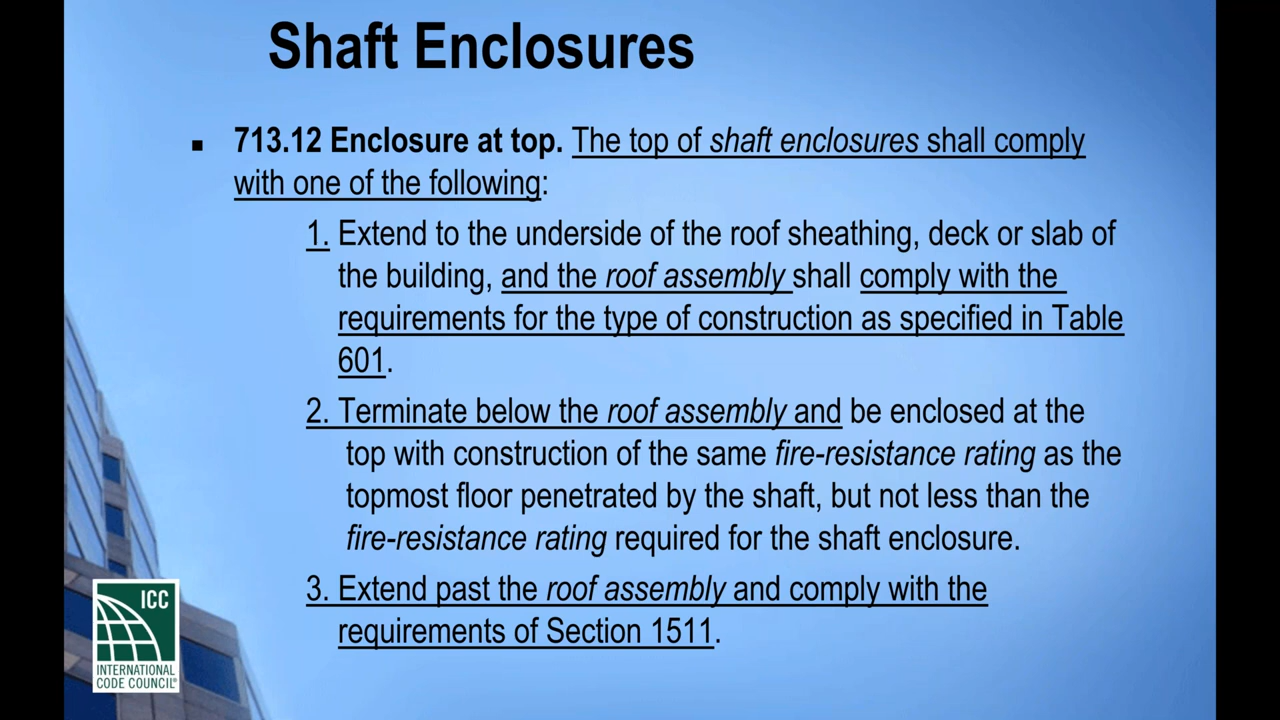 Shaft Enclosures
▪ 713.12 Enclosure at top. The top of shaft enclosures shall comply
with one of the following:
1. Extend to the underside of the roof sheathing, deck or slab of
the building, and the roof assembly shall comply with the
requirements for the type of construction as specified in Table
601.
2. Terminate below the roof assembly and be enclosed at the
top with construction of the same fire-resistance rating as the
topmost floor penetrated by the shaft, but not less than the
fire-resistance rating required for the shaft enclosure.
3. Extend past the roof assembly and comply with the
requirements of Section 1511.
ICC
INTERNATIONAL
CODE COUNCIL®